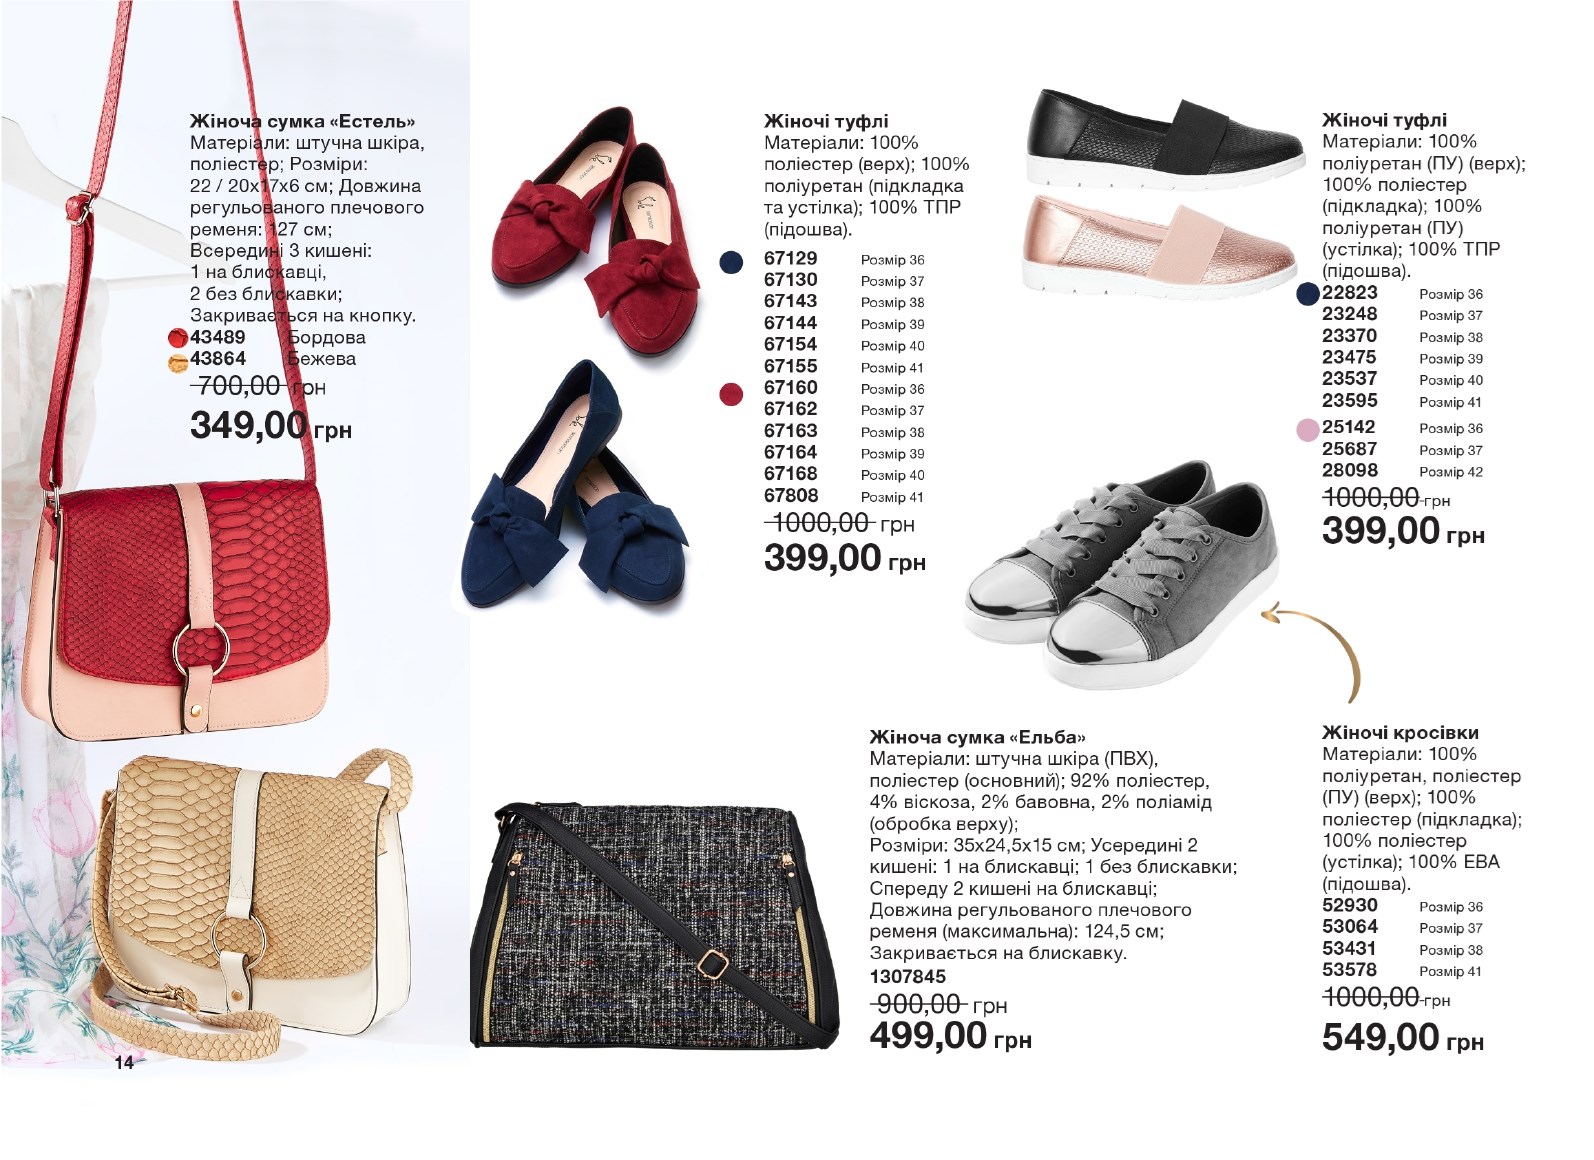 Жіноча сумка «Естель»
Матеріали: штучна шкіра,
поліестер; Розміри:
22 / 20х17х6 см; Довжина
регульованого плечового
ременя: 127 см;
Всередині 3 кишені:
1 на блискавці,
2 без блискавки;
Закривається на кнопку.
43489 Бордова
43864 Бежева
700,00 грн
349,00 грн
14
Жіночі туфлі
Матеріали: 100%
поліестер (верх); 100%
поліуретан (підкладка
та устілка); 100% ТПР
(підошва).
67129 Розмір 36
67130 Розмір 37
67143 Розмір 38
67144 Розмір 39
67154 Розмір 40
67155 Розмір 41
67160 Розмір 36
67162 Розмір 37
67163 Розмір 38
67164 Розмір 39
67168 Розмір 40
67808 Розмір 41
1000,00 грн
399,00 грн
Жіночі туфлі
Матеріали: 100%
поліуретан (ПУ) (верх);
100% поліестер
(підкладка); 100%
поліуретан (ПУ)
(устілка); 100% ТПР
(підошва).
22823 Розмір 36
23248 Розмір 37
23370 Розмір 38
23475 Розмір 39
23537 Розмір 40
23595 Розмір 41
25142 Розмір 36
25687 Розмір 37
28098 Розмір 42
1000,00 грн
399,00 грн
Жіноча сумка «Ельба»
Матеріали: штучна шкіра (ПВХ),
поліестер (основний); 92% поліестер,
4% віскоза, 2% бавовна, 2% поліамід
(обробка верху);
Розміри: 35х24,5х15 см; Усередині 2
кишені: 1 на блискавці; 1 без блискавки;
Спереду 2 кишені на блискавці;
Довжина регульованого плечового
ременя (максимальна): 124,5 см;
Закривається на блискавку.
1307845
900,00 грн
499,00 грн
Жіночі кросівки
Матеріали: 100%
поліуретан, поліестер
(ПУ) (верх); 100%
поліестер (підкладка);
100% поліестер
(устілка); 100% ЕВА
(підошва).
52930 Розмір 36
53064 Розмір 37
53431 Розмір 38
53578 Розмір 41
1000,00 грн
549,00 грн